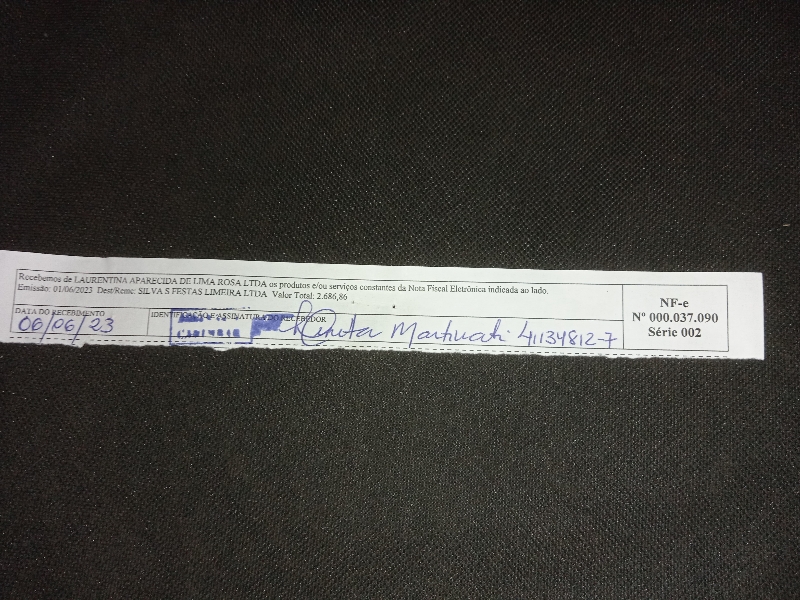 Recebemos de LAURENTINA APARECIDA DE LIMA ROSA LTDA os produtos e/ou serviços constantes da Nota Fiscal Eletrônica indicada ao lado.
Emissão: 01/06/2023 Dest/Reme: SILVA S FESTAS LIMEIRA LTDA Valor Total: 2.686,86
DATA DO RECEBIMENTO
06/06/23
IDENTIFICAÇÃO E ASSINATURA DO RECEBEDOR
CARIMBO
41134812-7
NF-e
Nº 000.037.090
Série 002